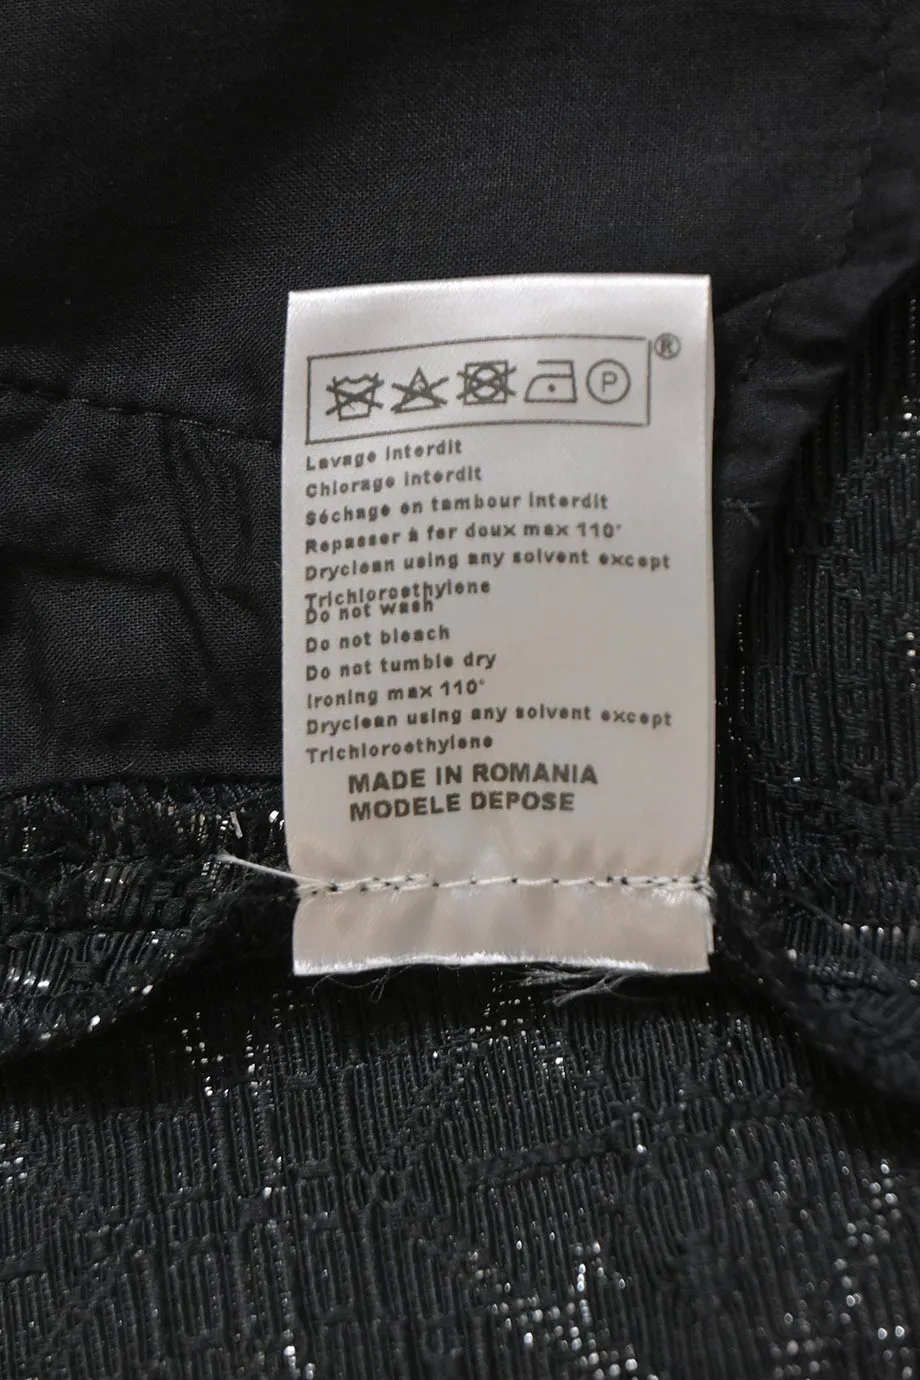 ®
P
Lavage interdit
Chlorage interdit
Séchage en tambour interdit
Repasser à fer doux max 110°
Dryclean using any solvent except
Trichloroethylene
Do not wash
Do not bleach
Do not tumble dry
Ironing max 110°
Dryclean using any solvent except
Trichloroethylene
MADE IN ROMANIA
MODELE DEPOSE